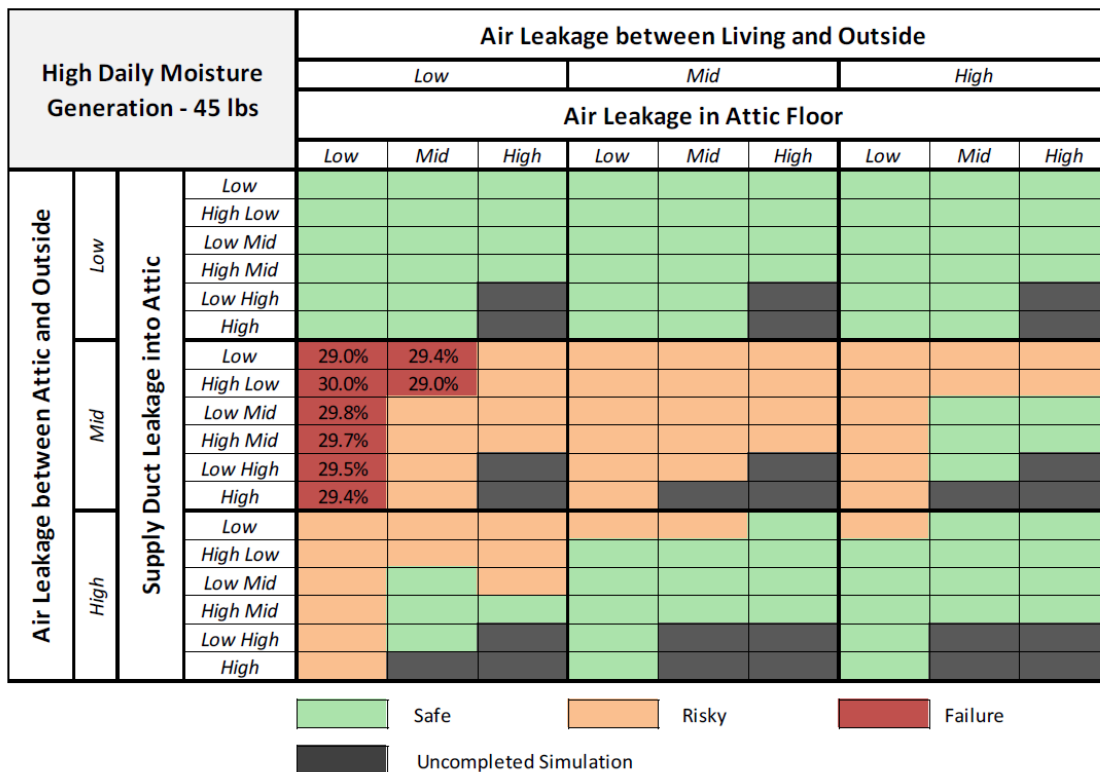 High Daily Moisture
Generation - 45 lbs
Air Leakage between Living and Outside
Low Mid High
Air Leakage in Attic Floor
Low Mid High Low Mid High Low Mid High
Air Leakage between Attic and Outside
Supply Duct Leakage into Attic
Low
Low
High Low
Low Mid
High Mid
Low High
High
Mid
Low 29.0% 29.4%
High Low 30.0% 29.0%
Low Mid 29.8%
High Mid 29.7%
Low High 29.5%
High 29.4%
High
Low
High Low
Low Mid
High Mid
Low High
High
Safe Risky Failure
Uncompleted Simulation